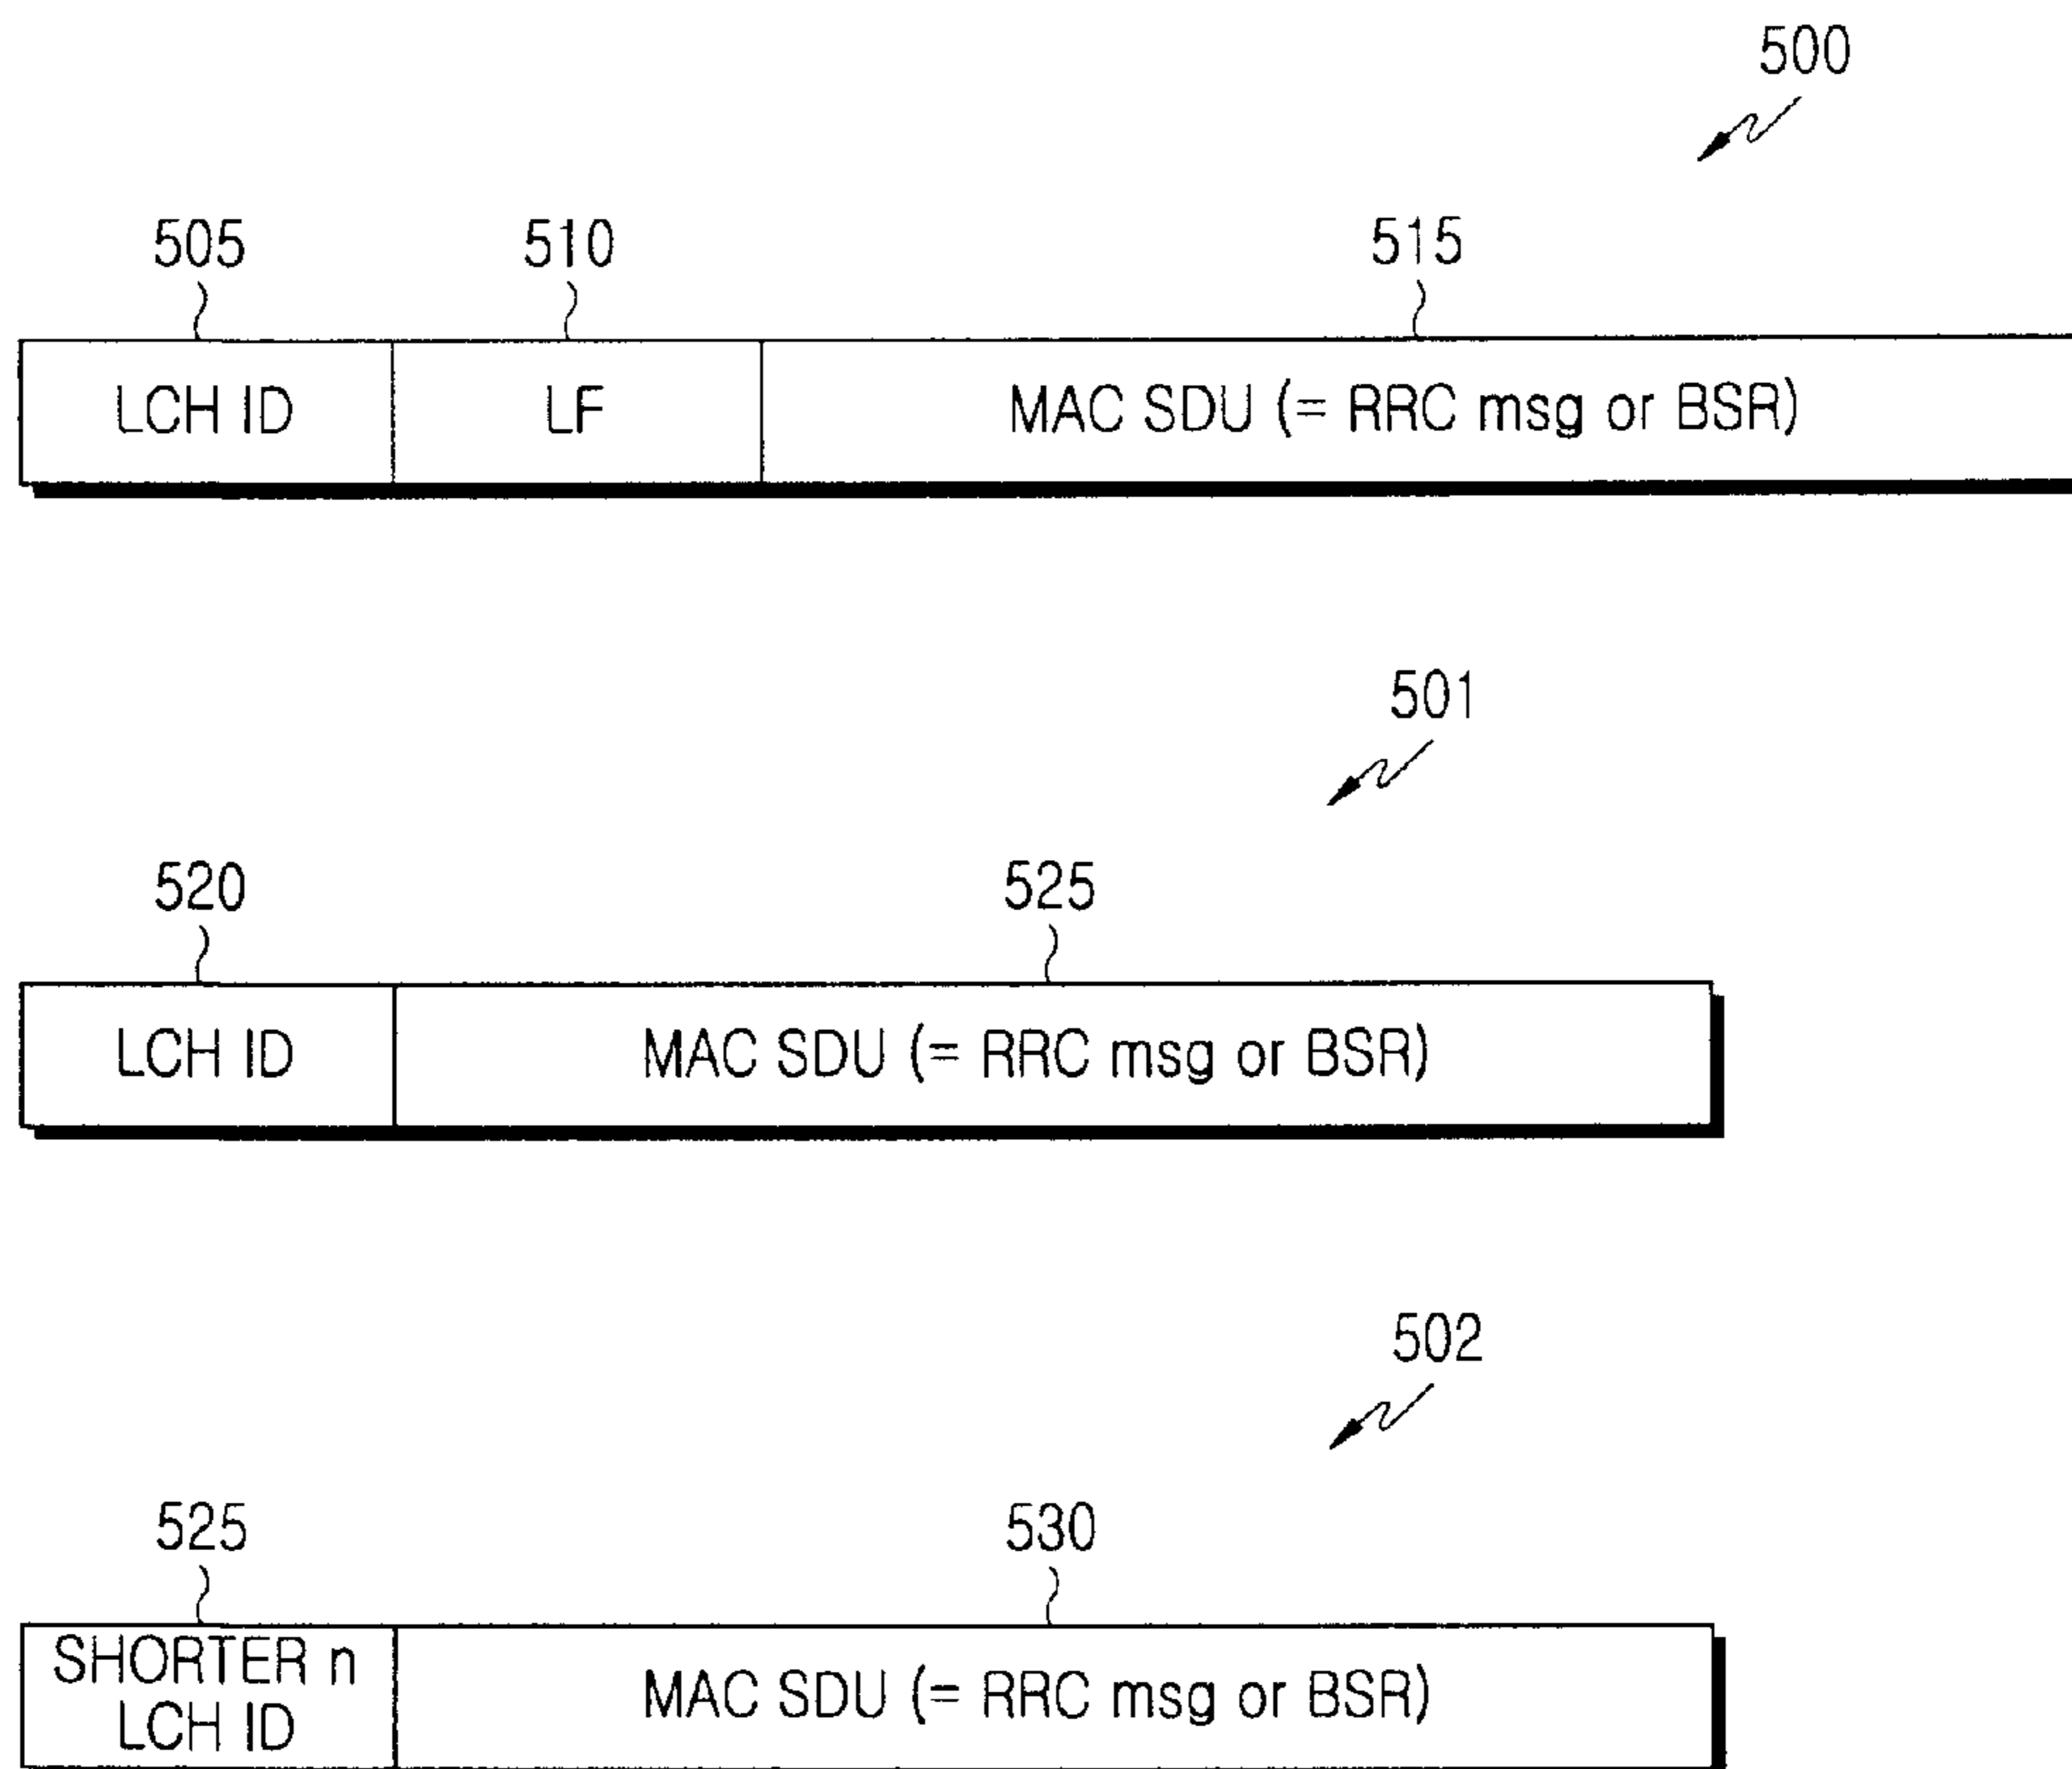 500
505 510 515
LCH ID LF MAC SDU (= RRC msg or BSR)
501
520 525
LCH ID MAC SDU (= RRC msg or BSR)
502
525 530
SHORTER n
LCH ID
MAC SDU (= RRC msg or BSR)